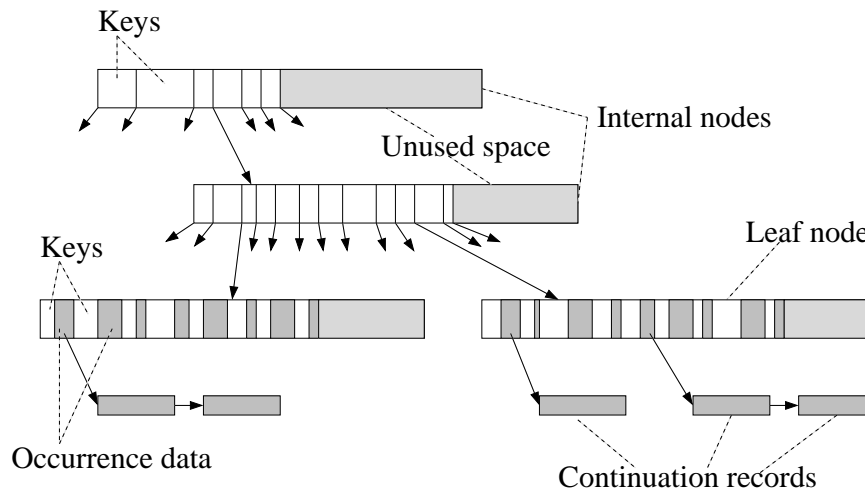 Keys
Internal nodes
Unused space
Leaf node
Keys
Occurrence data
Continuation records